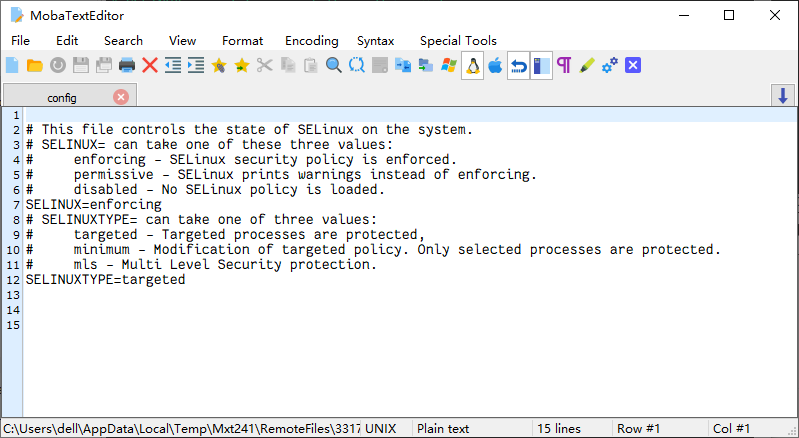 MobaTextEditor
File Edit Search View Format Encoding Syntax Special Tools
config
1
2 # This file controls the state of SELinux on the system.
3 # SELINUX= can take one of these three values:
4 #     enforcing – SELinux security policy is enforced.
5 #     permissive – SELinux prints warnings instead of enforcing.
6 #     disabled – No SELinux policy is loaded.
7 SELINUX=enforcing
8 # SELINUXTYPE= can take one of three values:
9 #     targeted – Targeted processes are protected,
10 #     minimum – Modification of targeted policy. Only selected processes are protected.
11 #     mls – Multi Level Security protection.
12 SELINUXTYPE=targeted
13
14
15
C:\Users\dell\AppData\Local\Temp\Mxt241\RemoteFiles\3317 UNIX Plain text 15 lines Row #1 Col #1